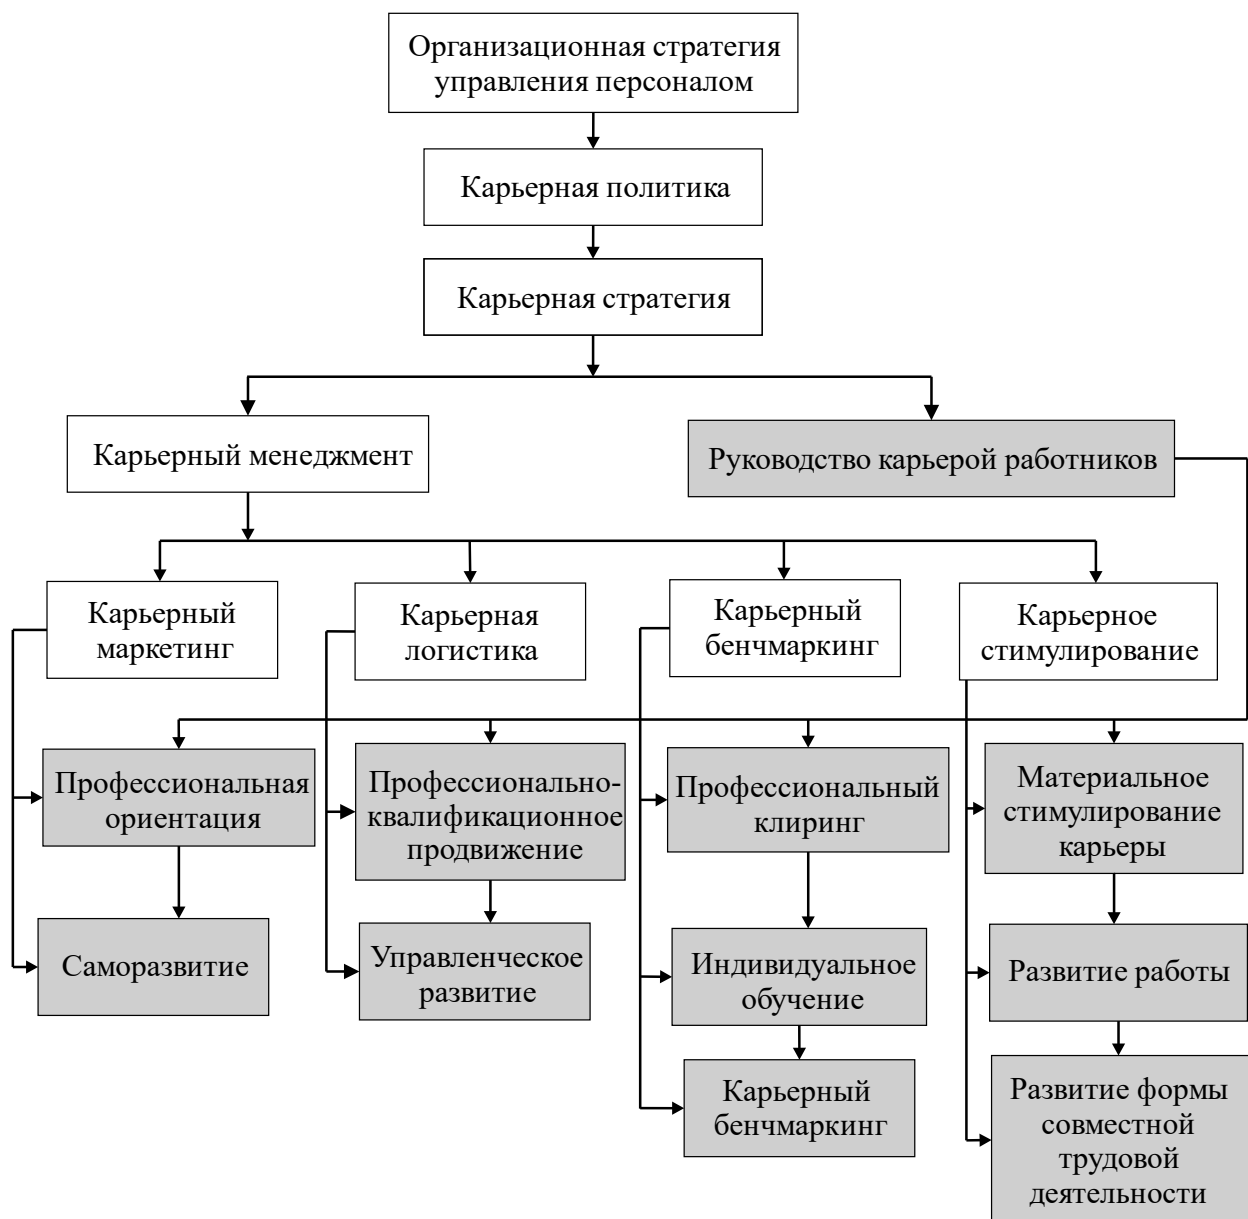 Организационная стратегия
управления персоналом
Карьерная политика
Карьерная стратегия
Карьерный менеджмент
Руководство карьерой работников
Карьерный
маркетинг
Карьерная
логистика
Карьерный
бенчмаркинг
Карьерное
стимулирование
Профессиональная
ориентация
Профессионально-
квалификационное
продвижение
Профессиональный
клиринг
Материальное
стимулирование
карьеры
Саморазвитие
Управленческое
развитие
Индивидуальное
обучение
Развитие работы
Карьерный
бенчмаркинг
Развитие формы
совместной
трудовой
деятельности